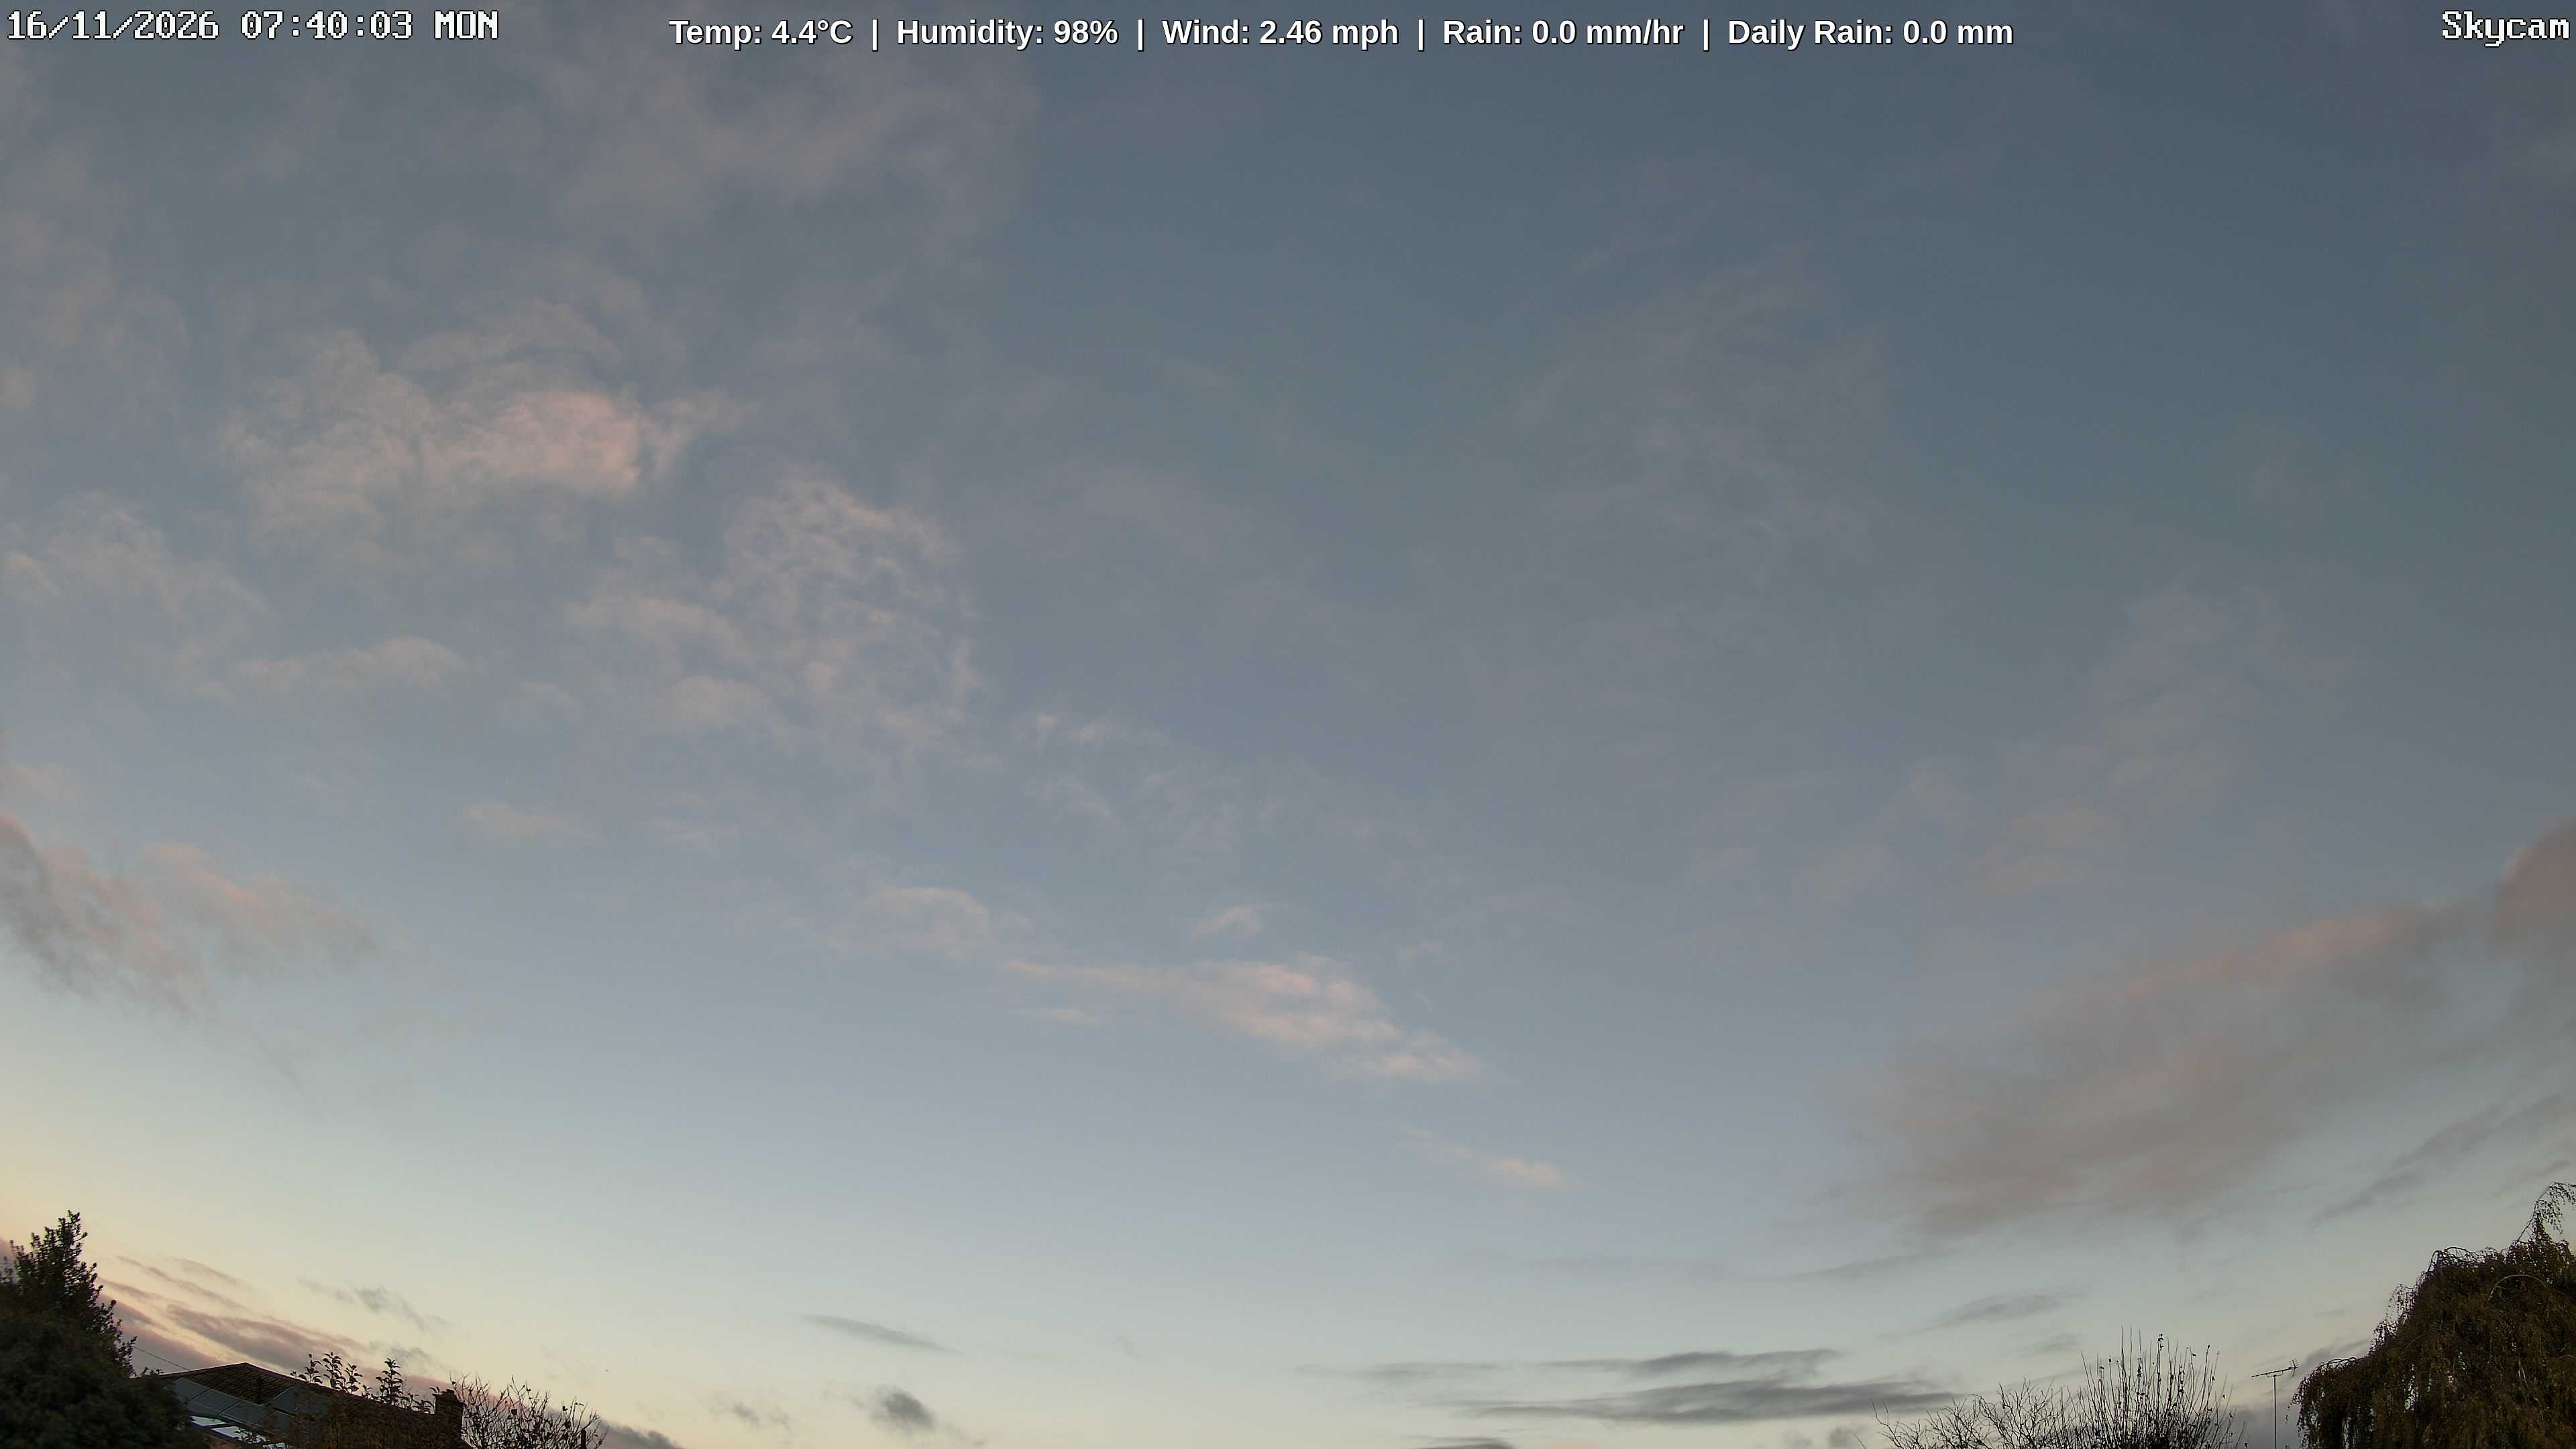 16/11/2026 07:40:03 MON
Temp: 4.4°C | Humidity: 98% | Wind: 2.46 mph | Rain: 0.0 mm/hr | Daily Rain: 0.0 mm
Skycam